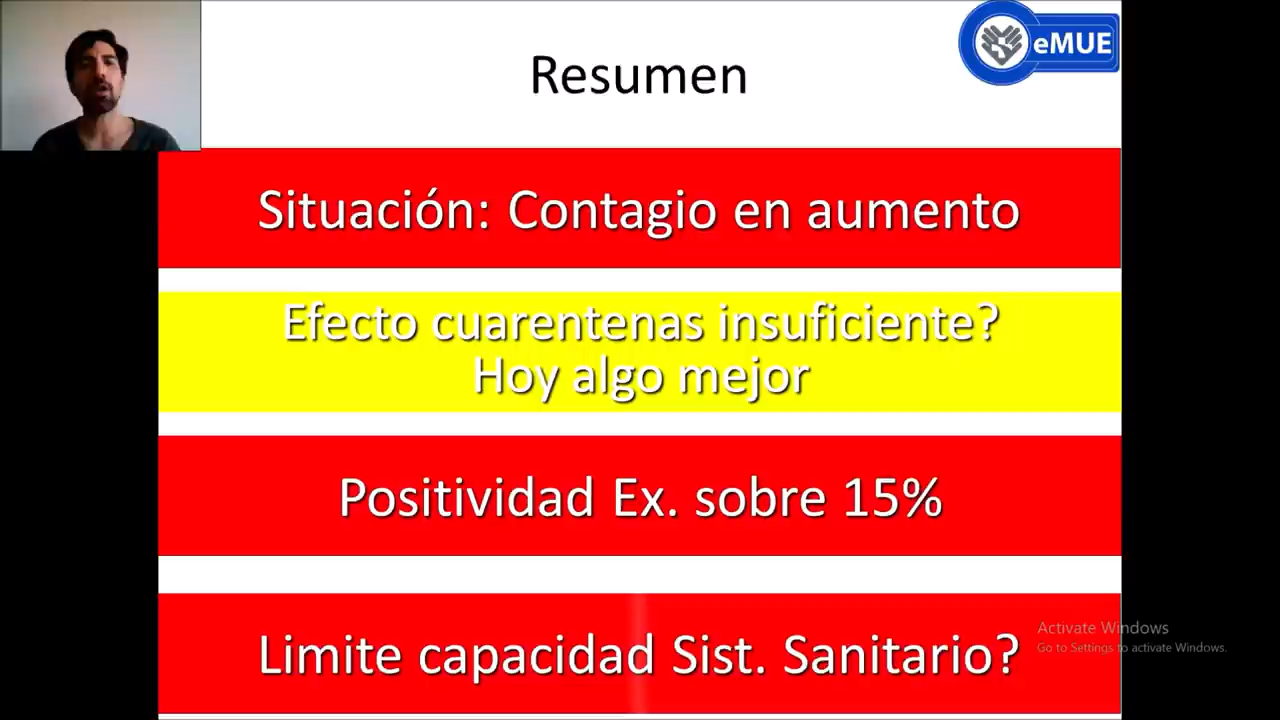 Resumen
eMUE
Situación: Contagio en aumento
Efecto cuarentenas insuficiente?
Hoy algo mejor
Positividad Ex. sobre 15%
Limite capacidad Sist. Sanitario?
Activate Windows
Go to Settings to activate Windows.